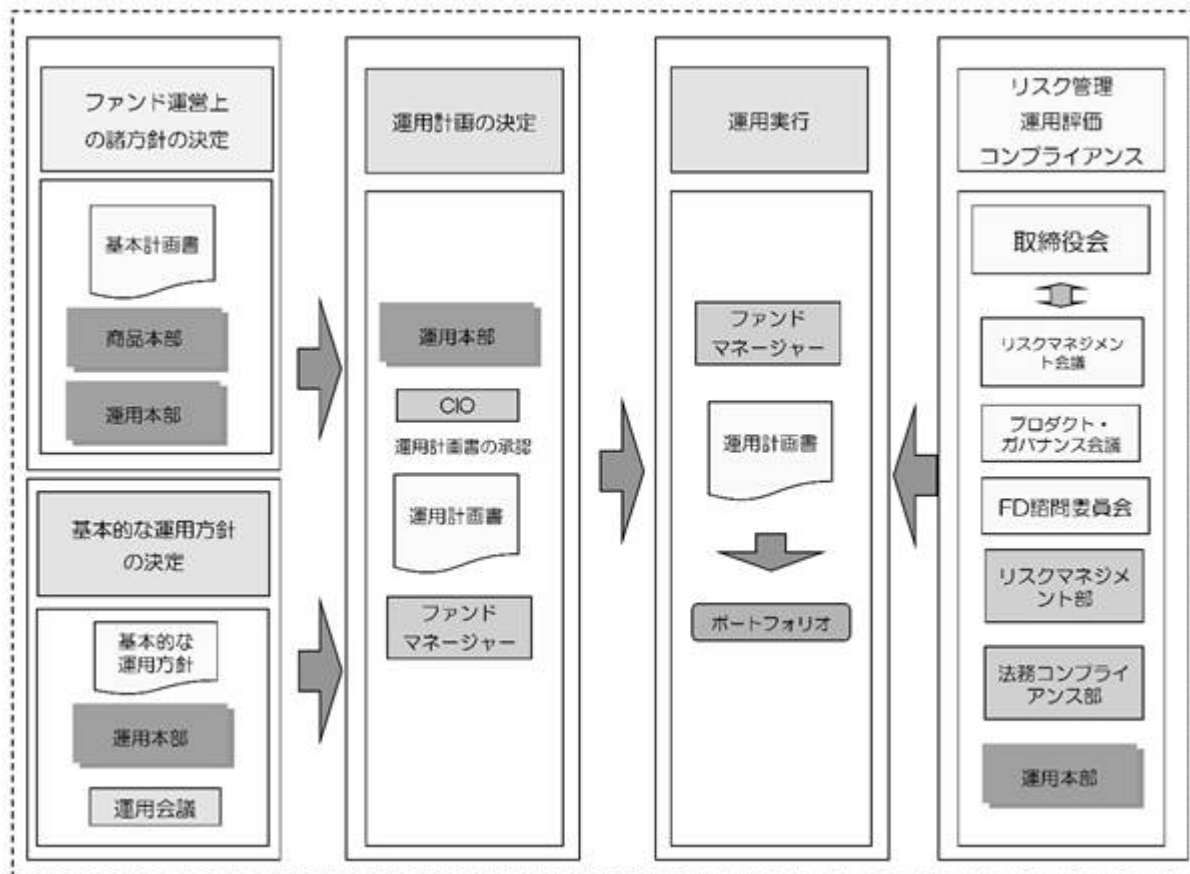 ファンド運営上
の諸方針の決定
基本計画書
商品本部
運用本部
基本的な運用方針
の決定
基本的な
運用方針
運用本部
運用会議
運用計画の決定
運用本部
CIO
運用計画書の承認
運用計画書
ファンド
マネージャー
運用実行
ファンド
マネージャー
運用計画書
ポートフォリオ
リスク管理
運用評価
コンプライアンス
取締役会
リスクマネジメン
ト会議
プロダクト・
ガバナンス会議
FD諮問委員会
リスクマネジメ
ント部
法務コンプライ
アンス部
運用本部